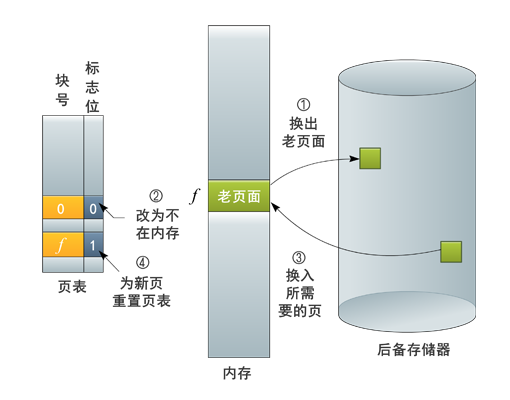 块号
标志位
0 0
f 1
页表
②
改为不
在内存
④
为新页
重置页表
f
老页面
内存
①
换出
老页面
③
换入
所需
要的页
后备存储器